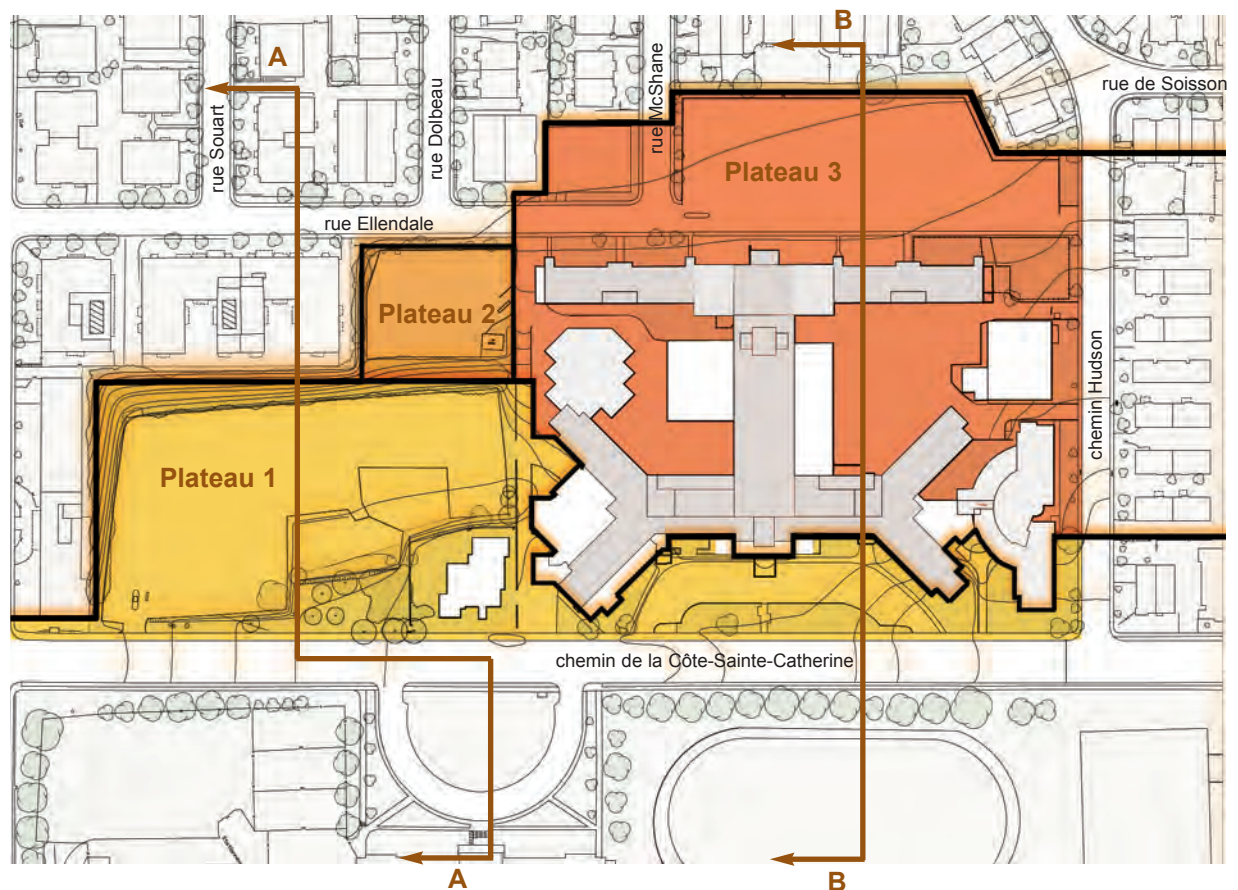 B
A
rue McShane
rue de Soisson
rue Souart
rue Dolbeau
Plateau 3
rue Ellendale
Plateau 2
chemin Hudson
Plateau 1
chemin de la Côte-Sainte-Catherine
A
B